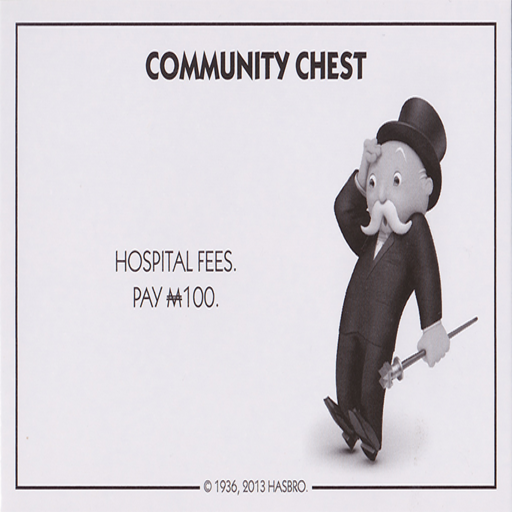 COMMUNITY CHEST
HOSPITAL FEES.
PAY ₩100.
© 1936, 2013 HASBRO.